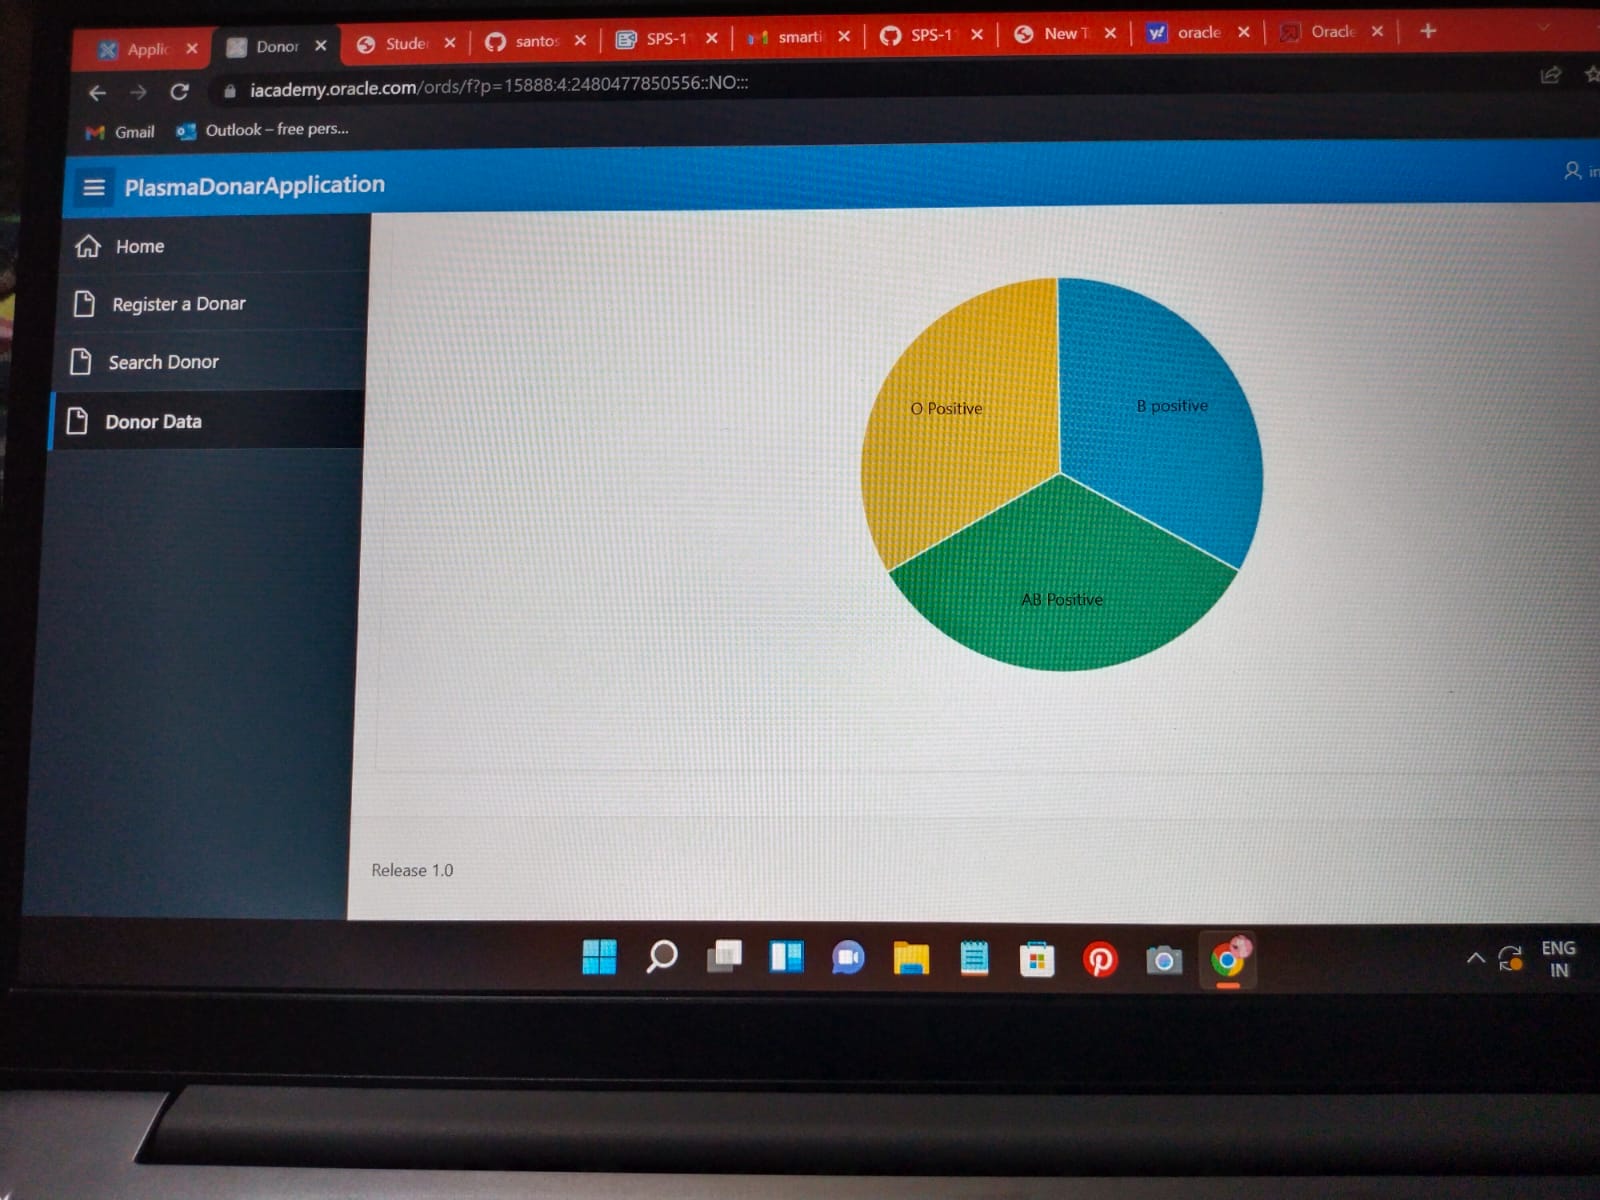 Applic
Donor
Studen
santos
SPS-1
smarti
SPS-1
New T
oracle
Oracle
iacademy.oracle.com/ords/f?p=15888:4:2480477850556::NO:::
Gmail
Outlook – free pers...
PlasmaDonarApplication
Home
Register a Donar
Search Donor
Donor Data
O Positive
B positive
AB Positive
Release 1.0
ENG
IN